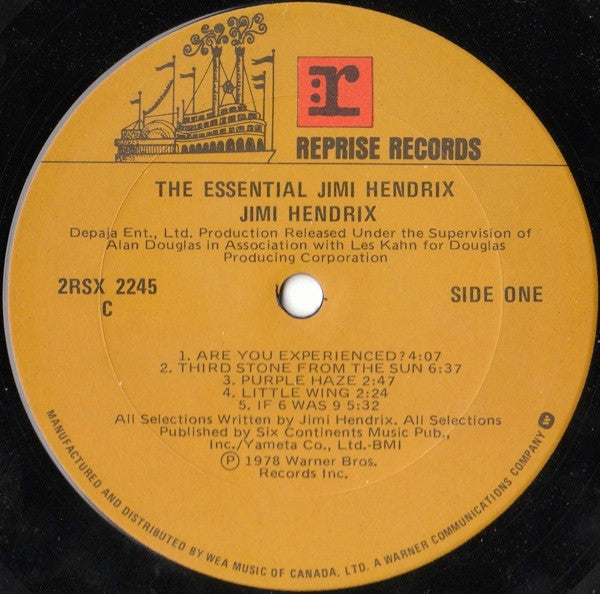 r
REPRISE RECORDS
THE ESSENTIAL JIMI HENDRIX
JIMI HENDRIX
Depaja Ent., Ltd. Production Released Under the Supervision of
Alan Douglas in Association with Les Kahn for Douglas
Producing Corporation
2RSX 2245
C
SIDE ONE
1. ARE YOU EXPERIENCED? 4:07
2. THIRD STONE FROM THE SUN 6:37
3. PURPLE HAZE 2:47
4. LITTLE WING 2:24
5. IF 6 WAS 9 5:32
All Selections Written by Jimi Hendrix. All Selections
Published by Six Continents Music Pub.,
Inc./Yameta Co., Ltd.-BMI
Ⓟ 1978 Warner Bros.
Records Inc.
MANUFACTURED AND DISTRIBUTED BY WEA MUSIC OF CANADA, LTD. A WARNER COMMUNICATIONS COMPANY